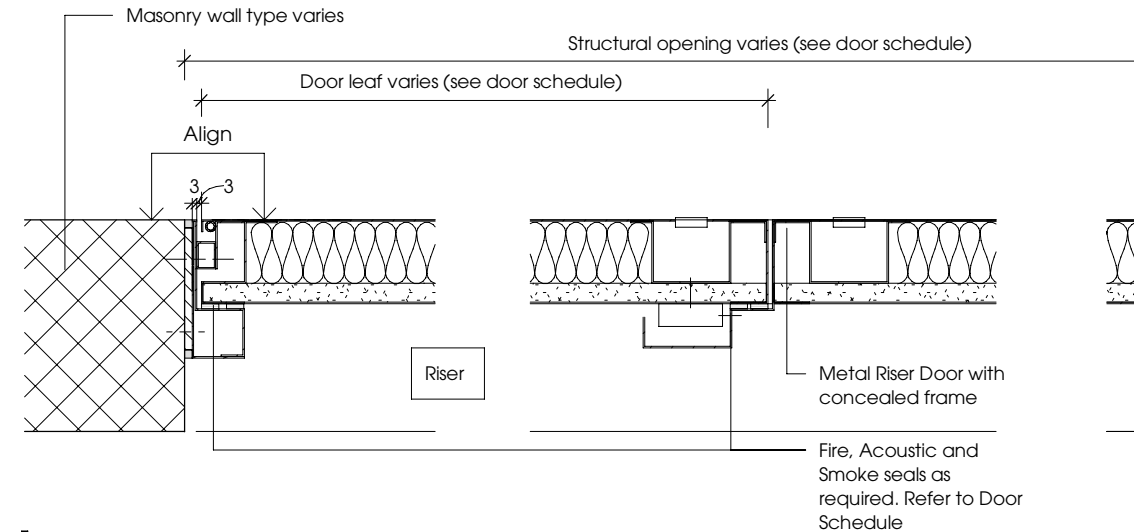 Masonry wall type varies
Structural opening varies (see door schedule)
Door leaf varies (see door schedule)
Align
3 3
Riser
Metal Riser Door with
concealed frame
Fire, Acoustic and
Smoke seals as
required. Refer to Door
Schedule